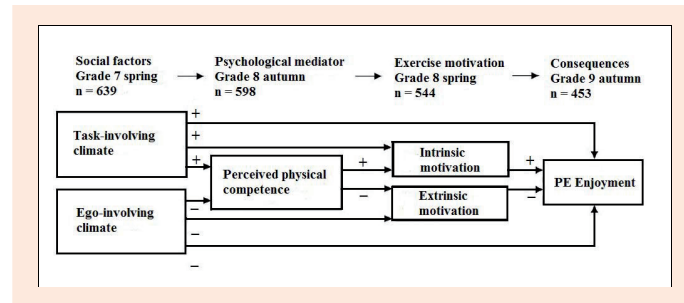 Social factors
Grade 7 spring
n = 639
Psychological mediator
Grade 8 autumn
n = 598
Exercise motivation
Grade 8 spring
n = 544
Consequences
Grade 9 autumn
n = 453
+
Task-involving
climate
+
+
Perceived physical
competence
+
−
Intrinsic
motivation
+
Extrinsic
motivation
−
PE Enjoyment
Ego-involving
climate
−
−
−